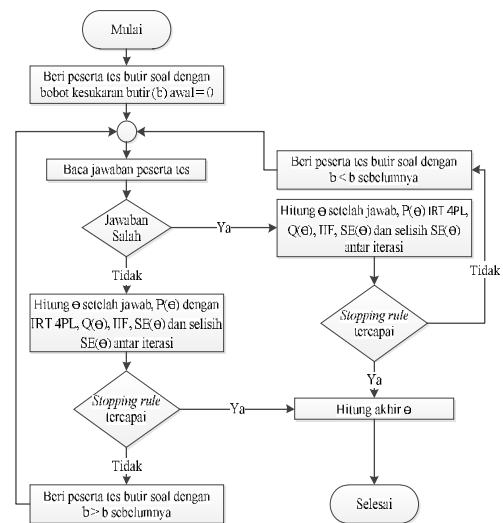 Mulai
Beri peserta tes butir soal dengan
bobot kesukaran butir (b) awal = 0
Baca jawaban peserta tes
Beri peserta tes butir soal dengan
b < b sebelumnya
Jawaban
Salah
Ya
Hitung ɵ setelah jawab, P(ɵ) IRT 4PL,
Q(ɵ), IIF, SE(ɵ) dan selisih SE(ɵ)
antar iterasi
Tidak
Tidak
Hitung ɵ setelah jawab, P(ɵ) dengan
IRT 4PL, Q(ɵ), IIF, SE(ɵ) dan selisih
SE(ɵ) antar iterasi
Stopping rule
tercapai
Ya
Stopping rule
tercapai
Ya
Hitung akhir ɵ
Tidak
Beri peserta tes butir soal dengan
b > b sebelumnya
Selesai